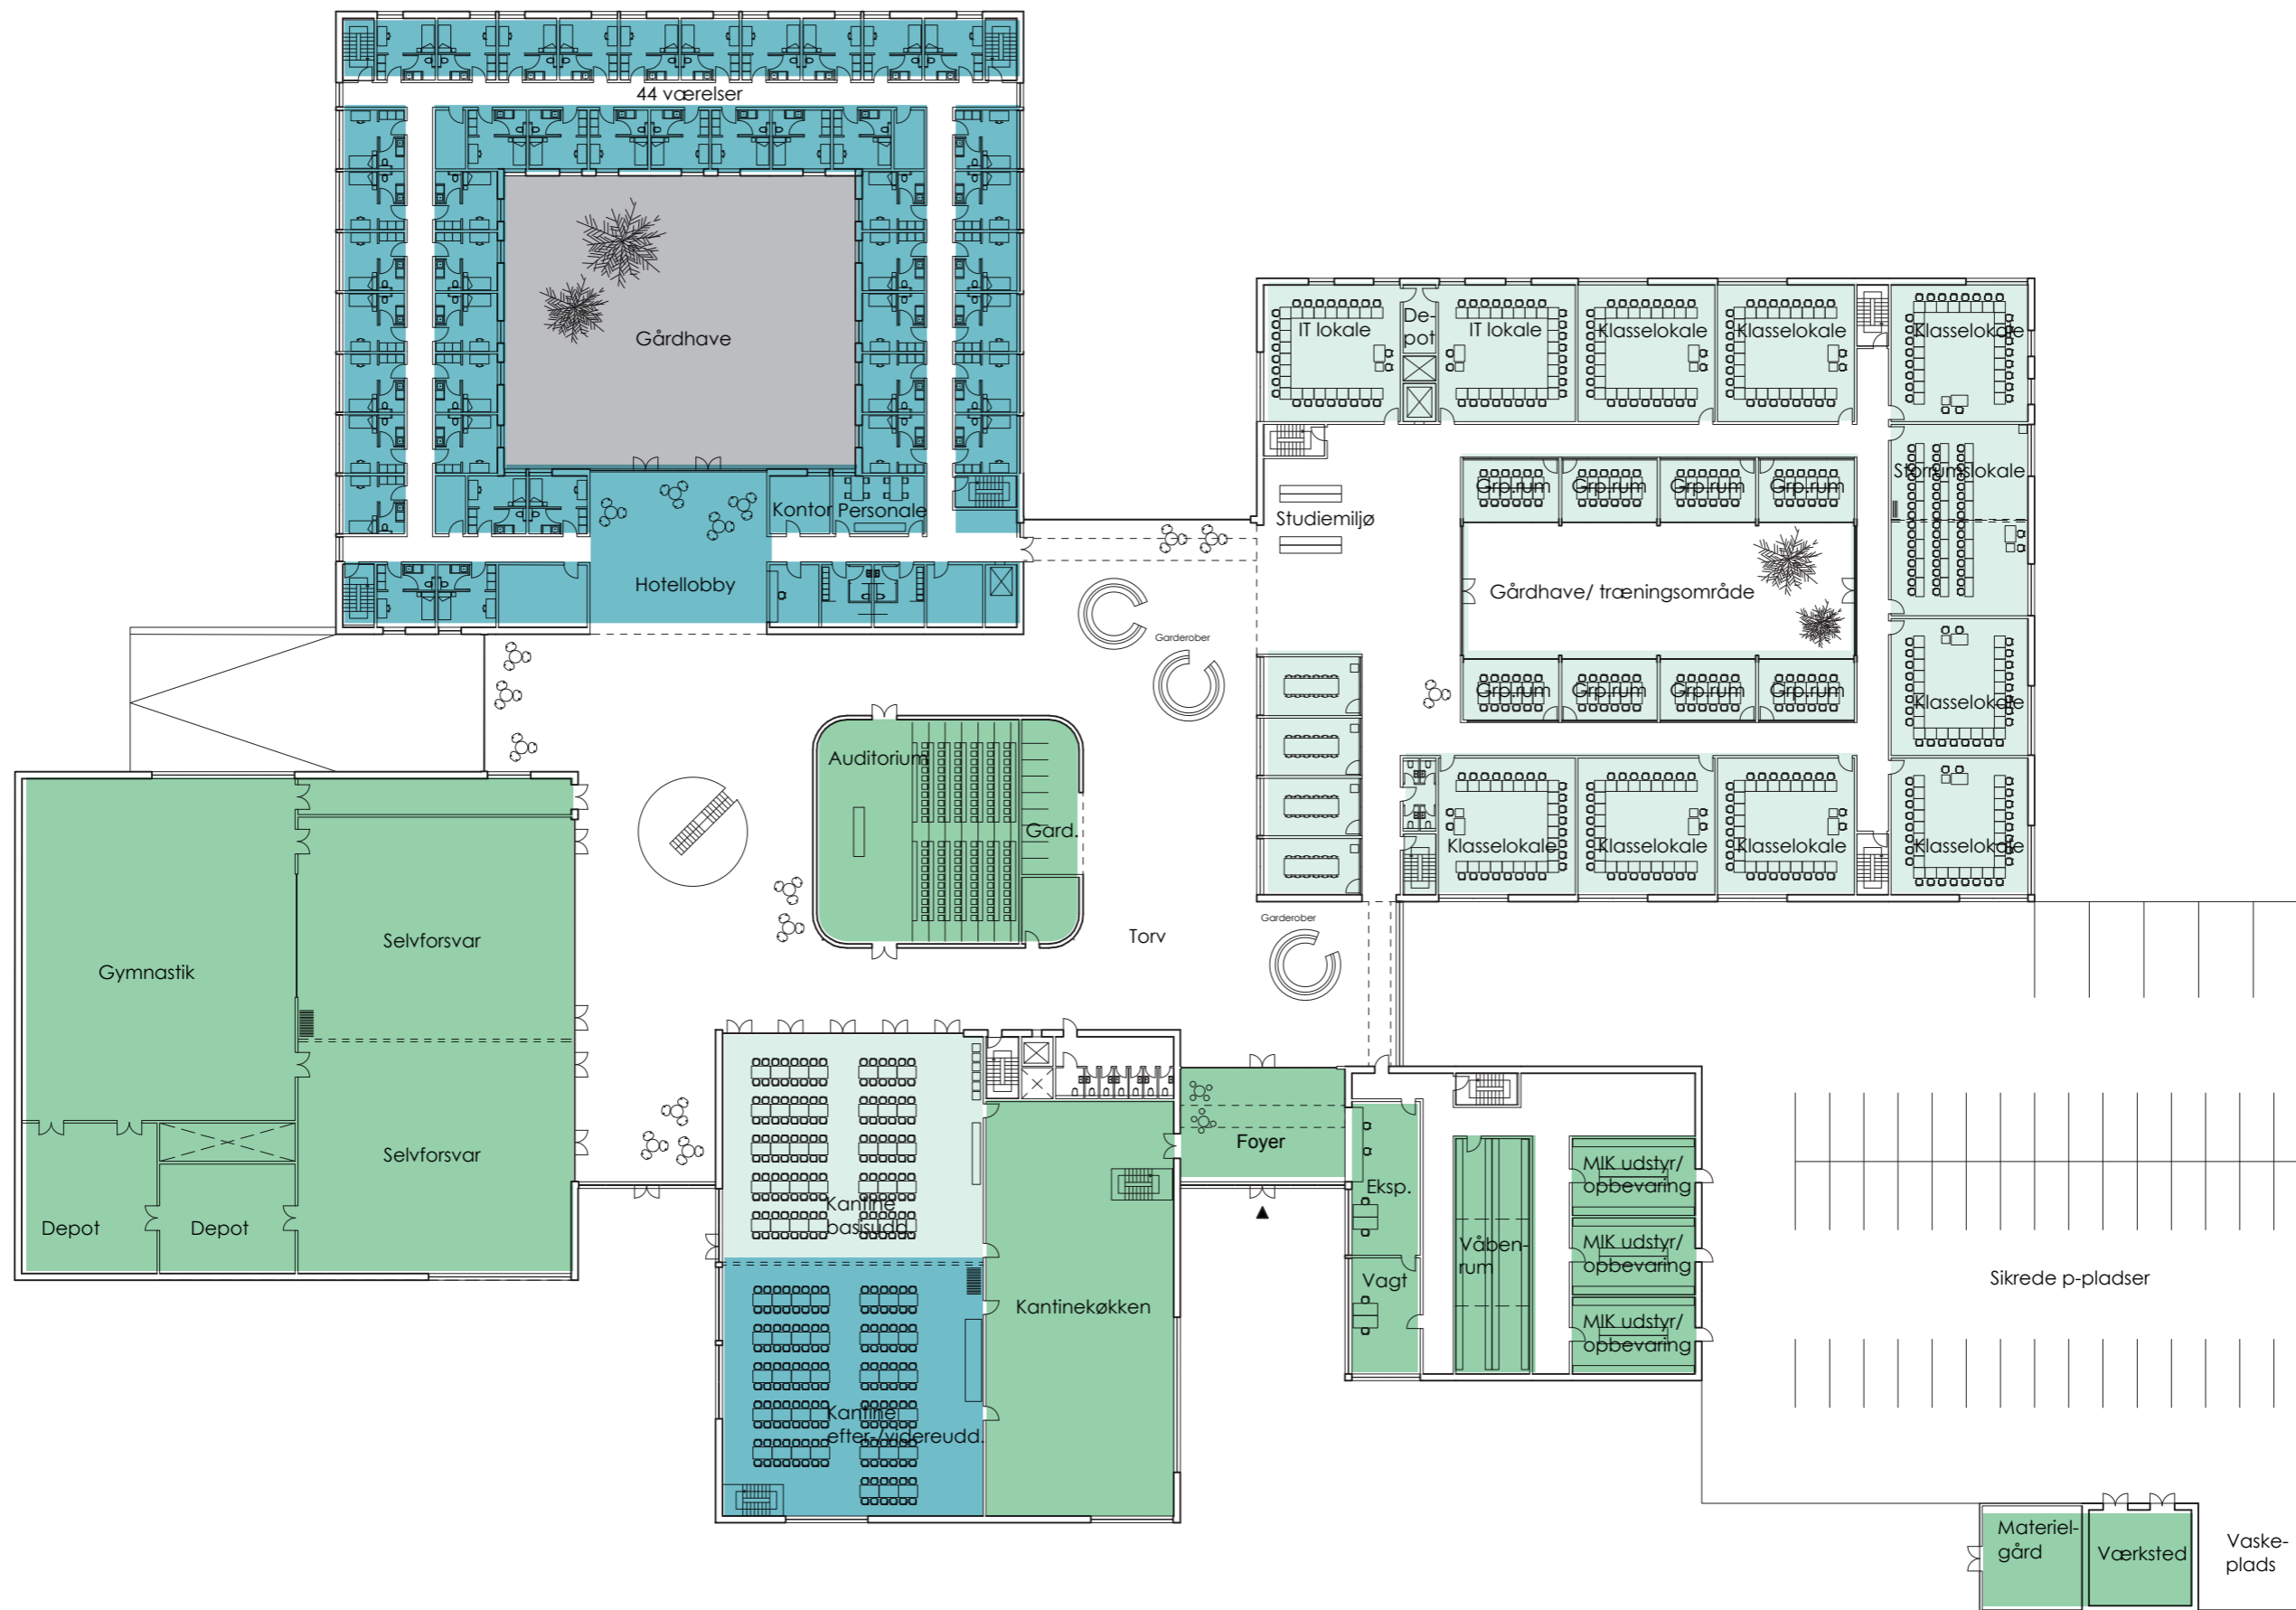 44 værelser
Gårdhave
Kontor
Personale
Hotellobby
IT lokale
De-
pot
IT lokale
Klasselokale
Klasselokale
Klasselokale
Grp.rum
Grp.rum
Grp.rum
Grp.rum
Storrumslokale
Studiemiljø
Gårdhave/ træningsområde
Garderober
Grp.rum
Grp.rum
Grp.rum
Grp.rum
Klasselokale
Auditorium
Gard.
Klasselokale
Klasselokale
Klasselokale
Klasselokale
Garderober
Torv
Selvforsvar
Gymnastik
Selvforsvar
Depot
Depot
Kantine
basisudd.
Kantine
efter-/videreudd.
Kantinekøkken
Foyer
Eksp.
Vagt
Våben-
rum
MIK udstyr/
opbevaring
MIK udstyr/
opbevaring
MIK udstyr/
opbevaring
Sikrede p-pladser
Materiel-
gård
Værksted
Vaske-
plads